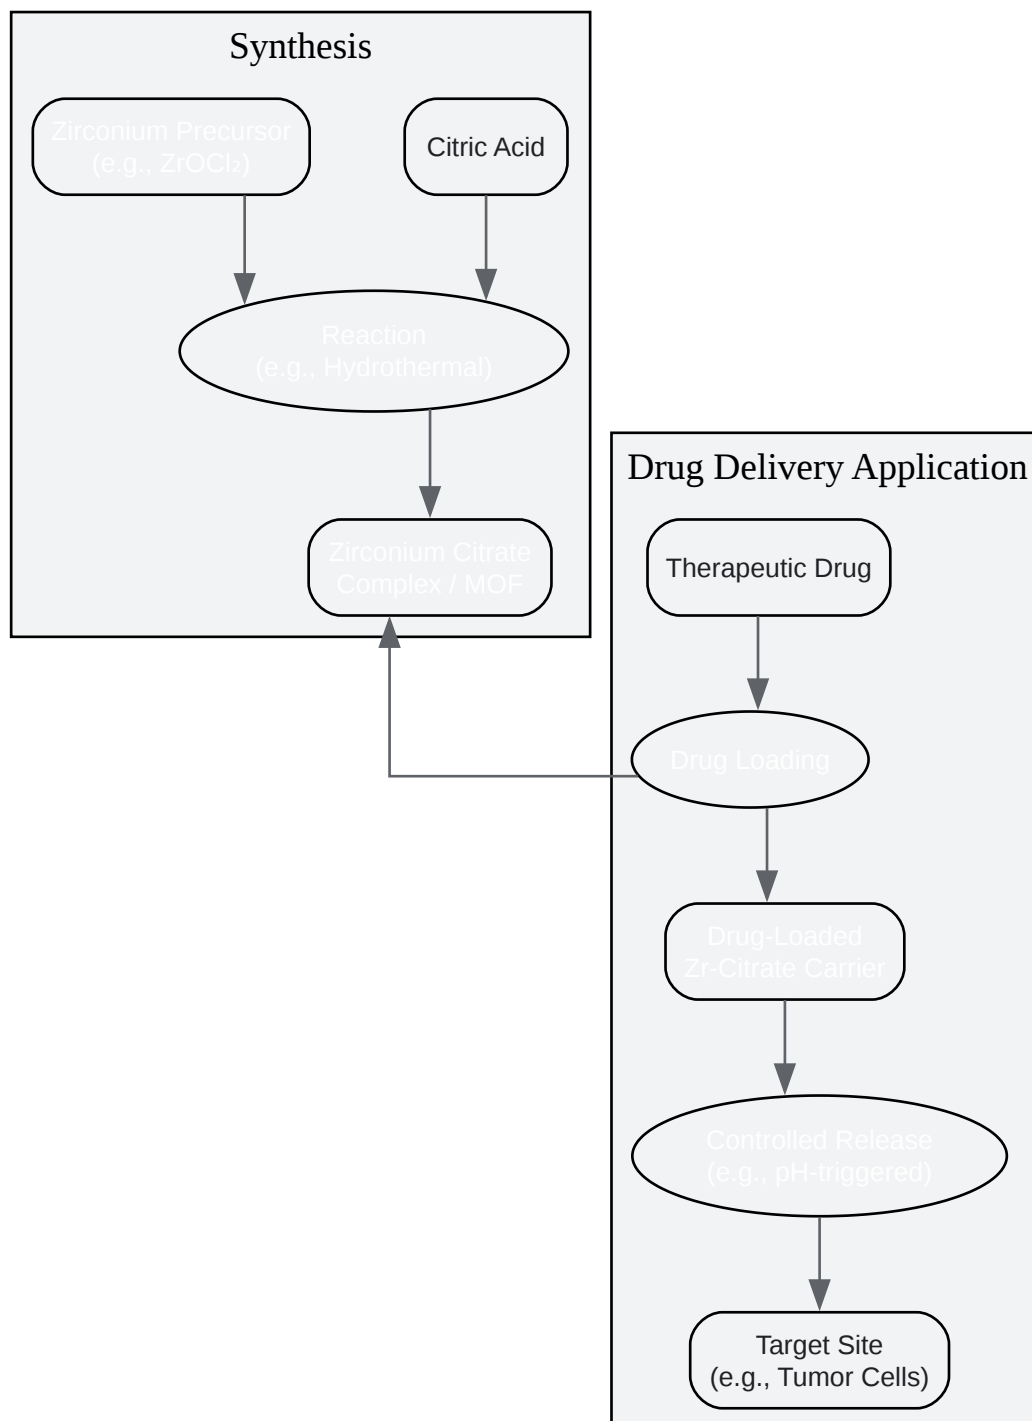 Synthesis
Zirconium Precursor
(e.g., ZrOCl₂)
Citric Acid
Reaction
(e.g., Hydrothermal)
Zirconium Citrate
Complex / MOF
Drug Delivery Application
Therapeutic Drug
Drug Loading
Drug-Loaded
Zr-Citrate Carrier
Controlled Release
(e.g., pH-triggered)
Target Site
(e.g., Tumor Cells)